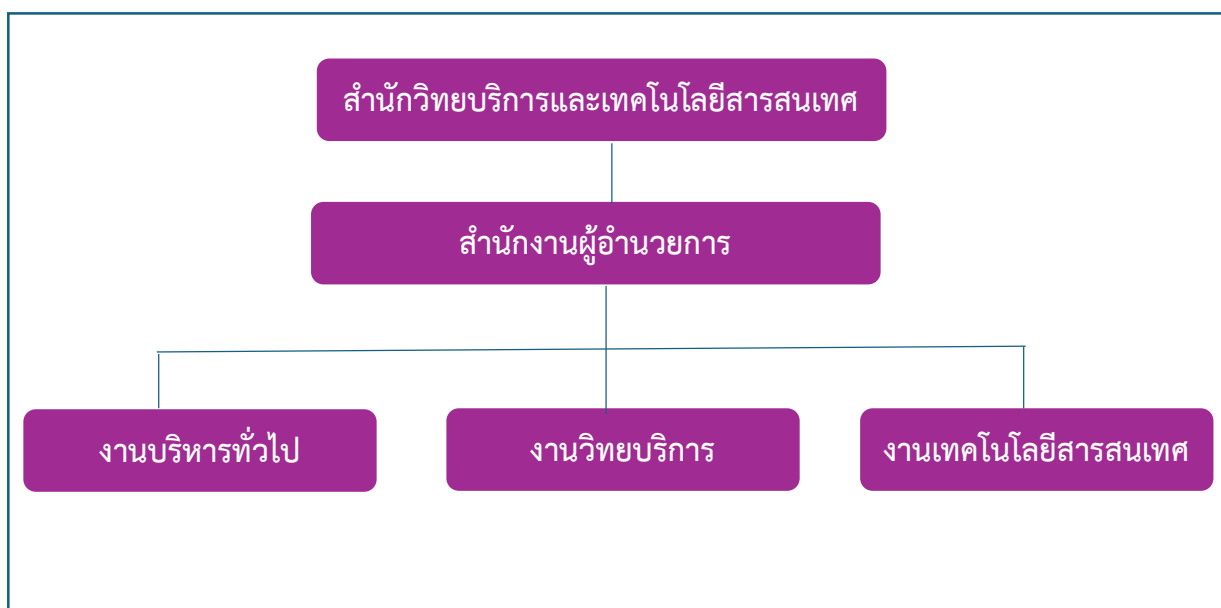 สำนักวิทยบริการและเทคโนโลยีสารสนเทศ
สำนักงานผู้อำนวยการ
งานบริหารทั่วไป
งานวิทยบริการ
งานเทคโนโลยีสารสนเทศ